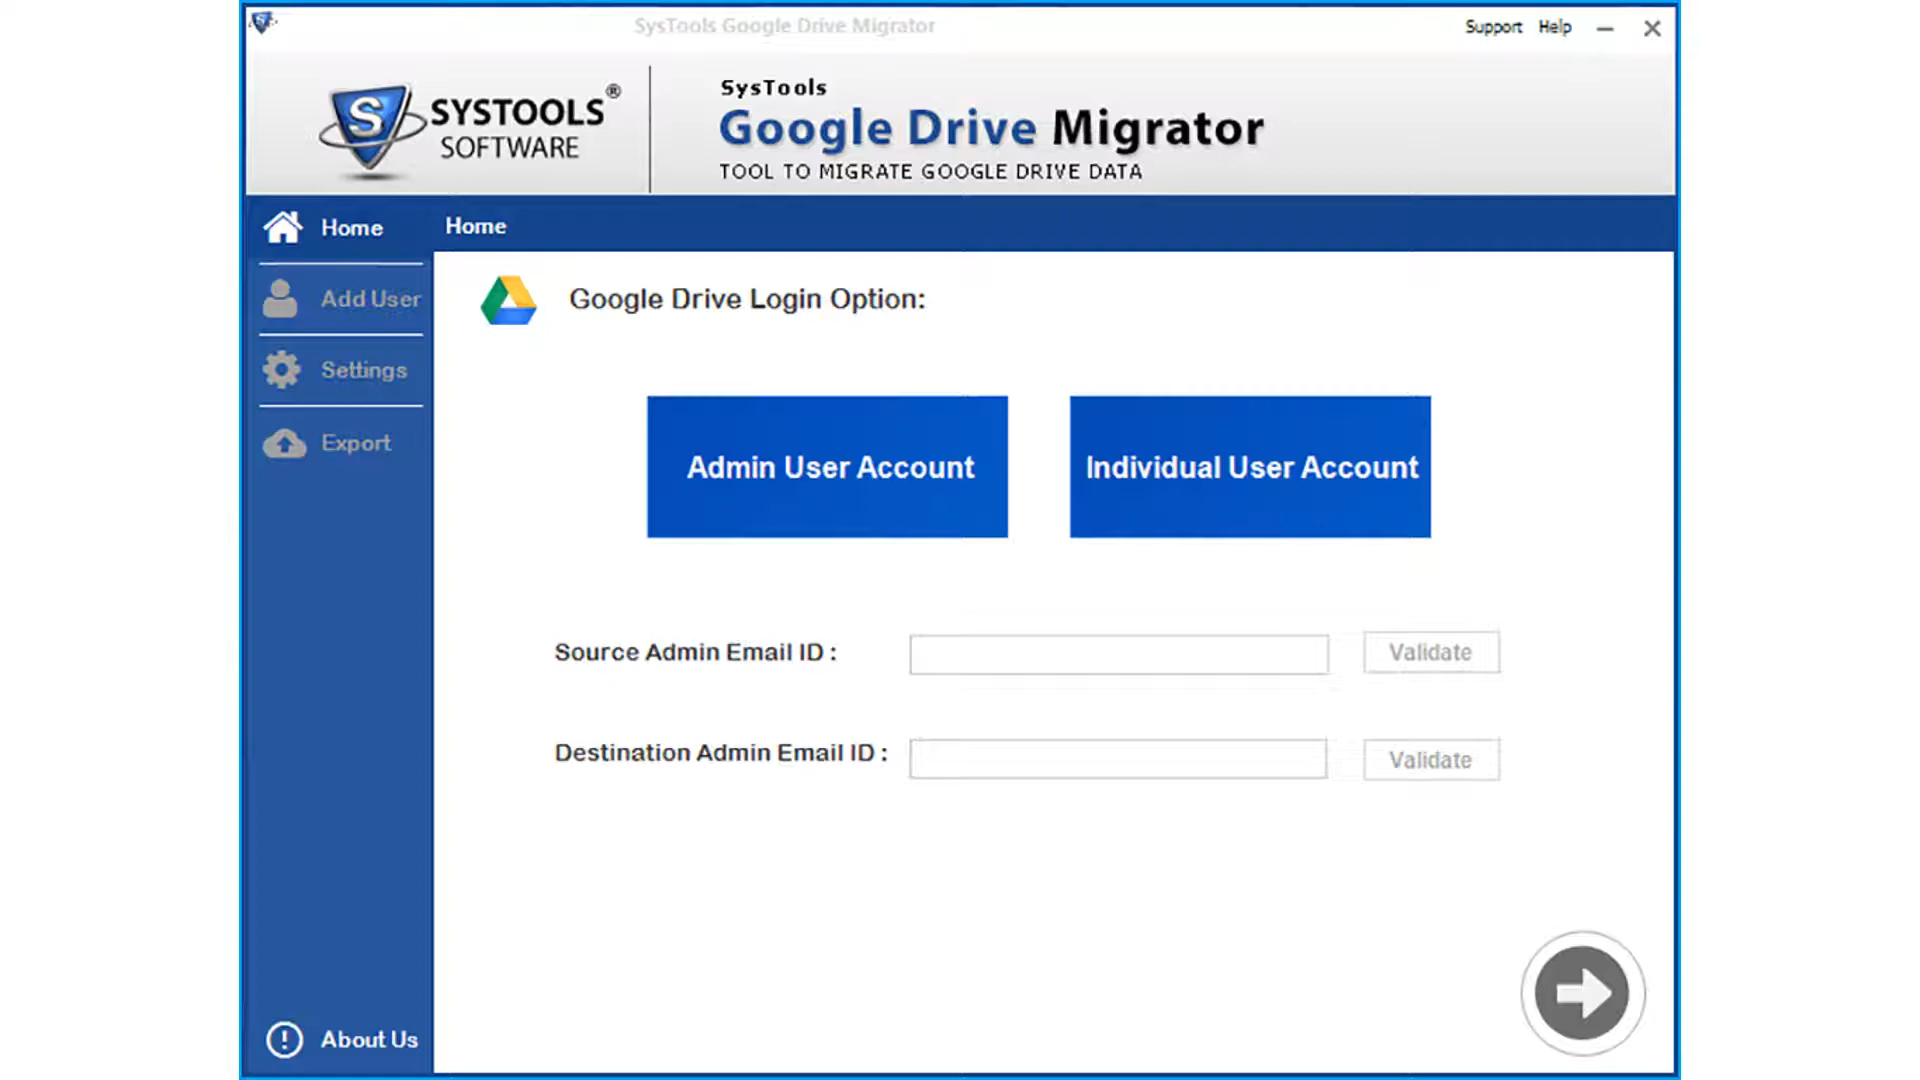 SysTools Google Drive Migrator
Support Help
SYSTOOLS®
SOFTWARE
SysTools
Google Drive Migrator
TOOL TO MIGRATE GOOGLE DRIVE DATA
Home
Home
Add User
Settings
Export
About Us
Google Drive Login Option:
Admin User Account
Individual User Account
Source Admin Email ID :
Validate
Destination Admin Email ID :
Validate